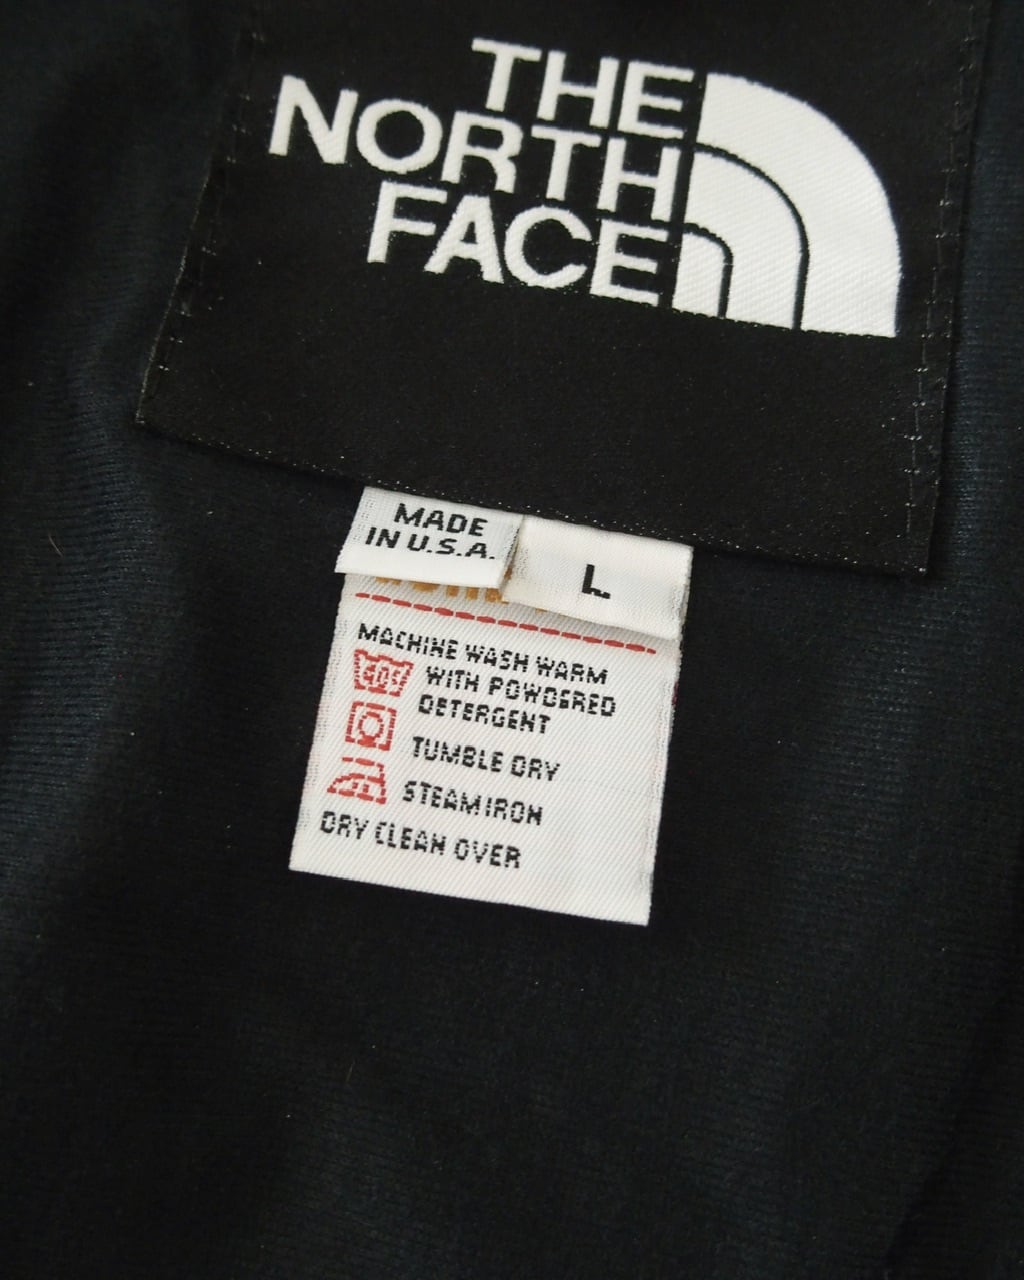 THE
NORTH
FACE
MADE
IN U.S.A.
L
MACHINE WASH WARM
WITH POWDERED
DETERGENT
TUMBLE DRY
STEAM IRON
DRY CLEAN OVER